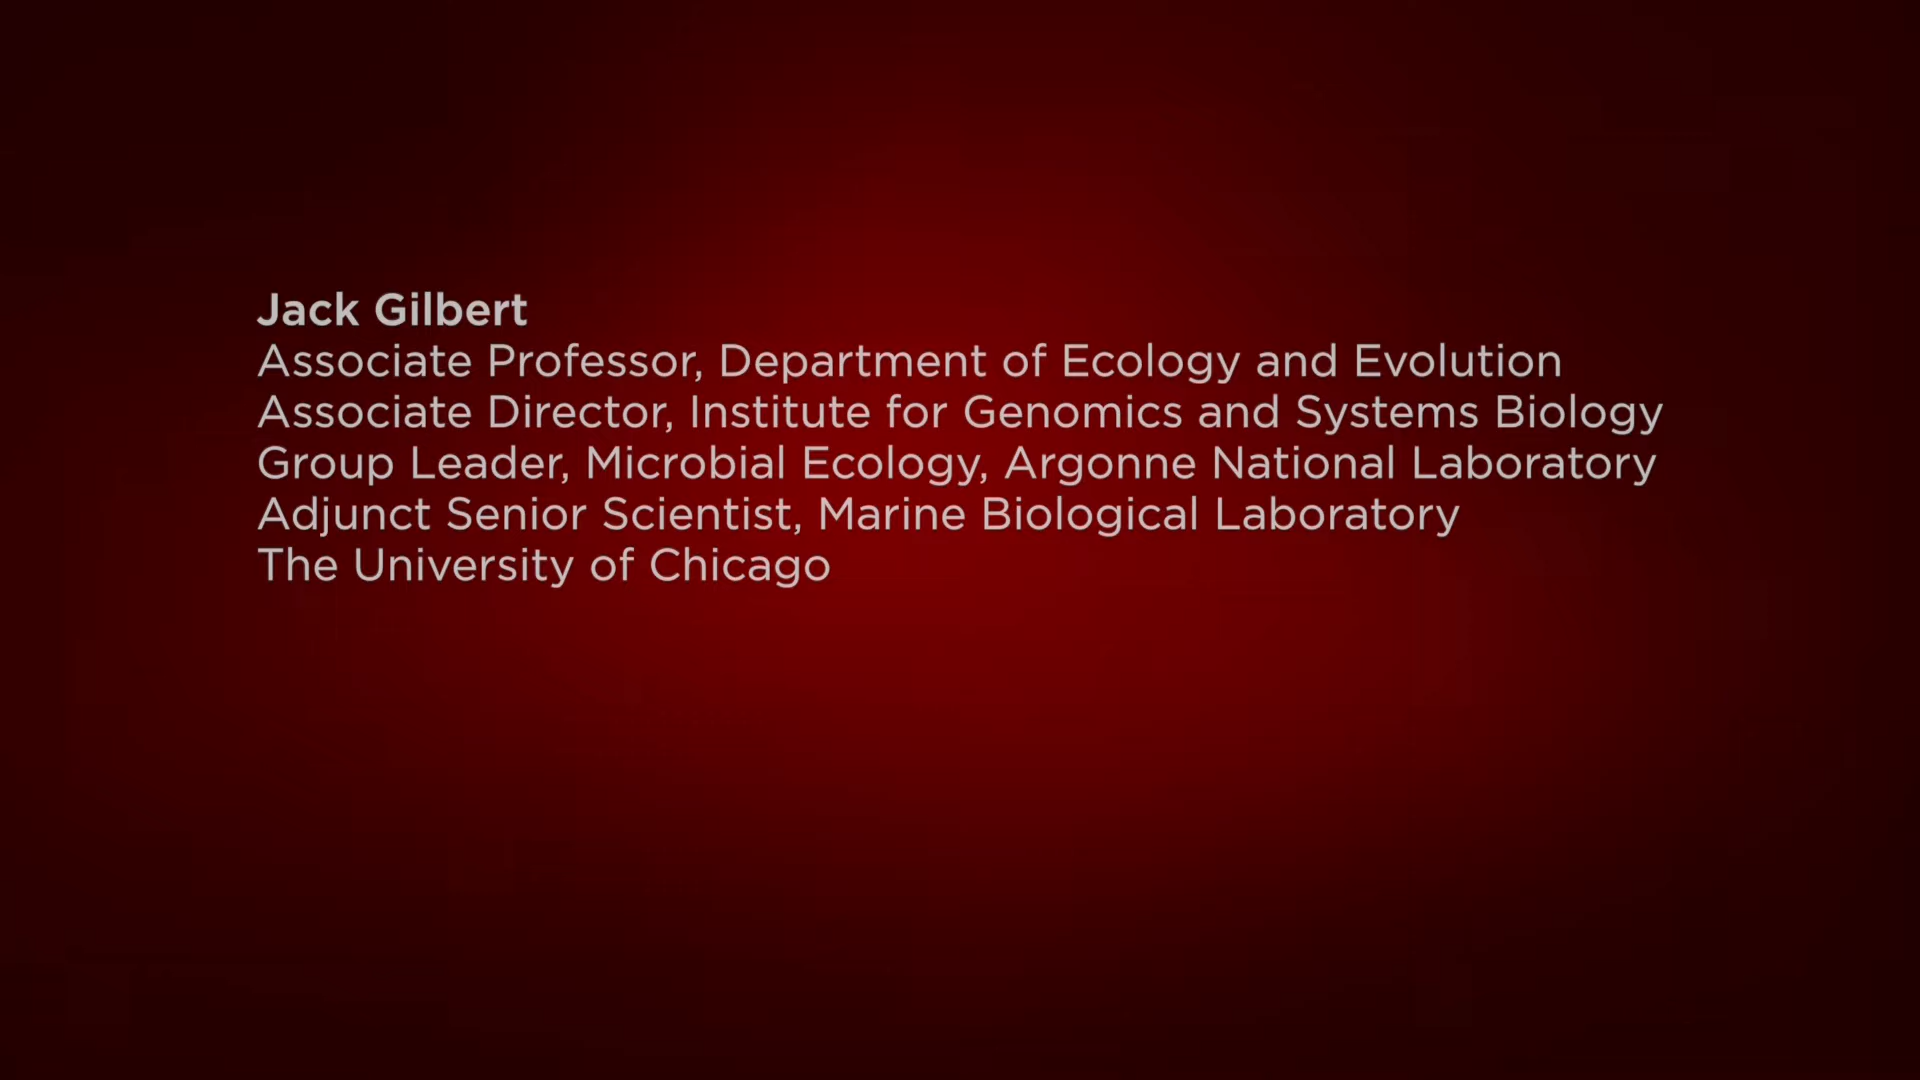 Jack Gilbert
Associate Professor, Department of Ecology and Evolution
Associate Director, Institute for Genomics and Systems Biology
Group Leader, Microbial Ecology, Argonne National Laboratory
Adjunct Senior Scientist, Marine Biological Laboratory
The University of Chicago